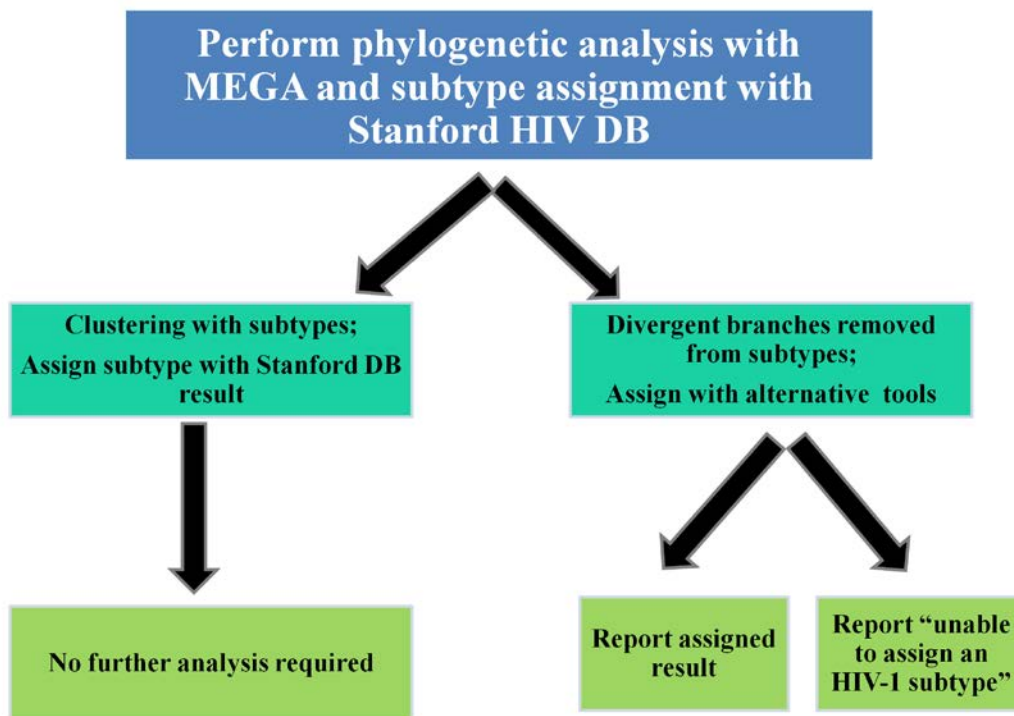 Perform phylogenetic analysis with
MEGA and subtype assignment with
Stanford HIV DB
Clustering with subtypes;
Assign subtype with Stanford DB
result
Divergent branches removed
from subtypes;
Assign with alternative tools
No further analysis required
Report assigned
result
Report “unable
to assign an
HIV-1 subtype”